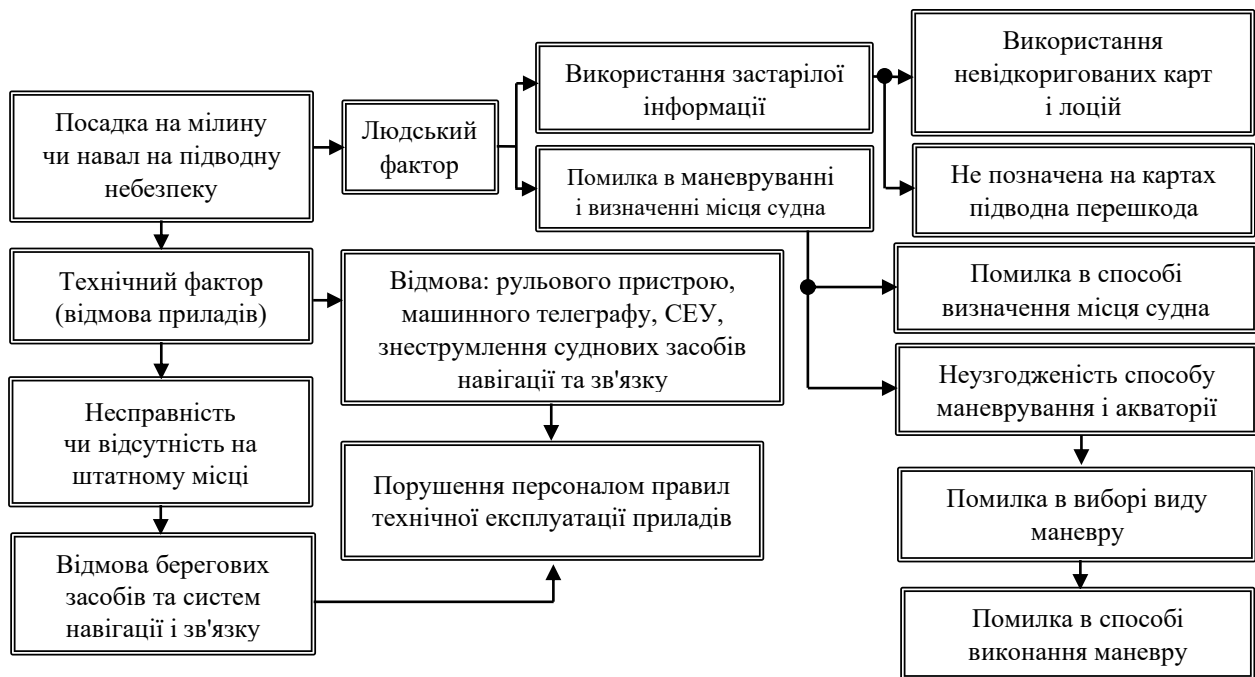 Посадка на мілину
чи навал на підводну
небезпеку
Людський
фактор
Використання застарілої
інформації
Використання
невідкоригованих карт
і лоцій
Помилка в маневруванні
і визначенні місця судна
Не позначена на картах
підводна перешкода
Технічний фактор
(відмова приладів)
Відмова: рульового пристрою,
машинного телеграфу, СЕУ,
знеструмлення суднових засобів
навігації та зв'язку
Помилка в способі
визначення місця судна
Неузгодженість способу
маневрування і акваторії
Несправність
чи відсутність на
штатному місці
Порушення персоналом правил
технічної експлуатації приладів
Помилка в виборі виду
маневру
Відмова берегових
засобів та систем
навігації і зв'язку
Помилка в способі
виконання маневру